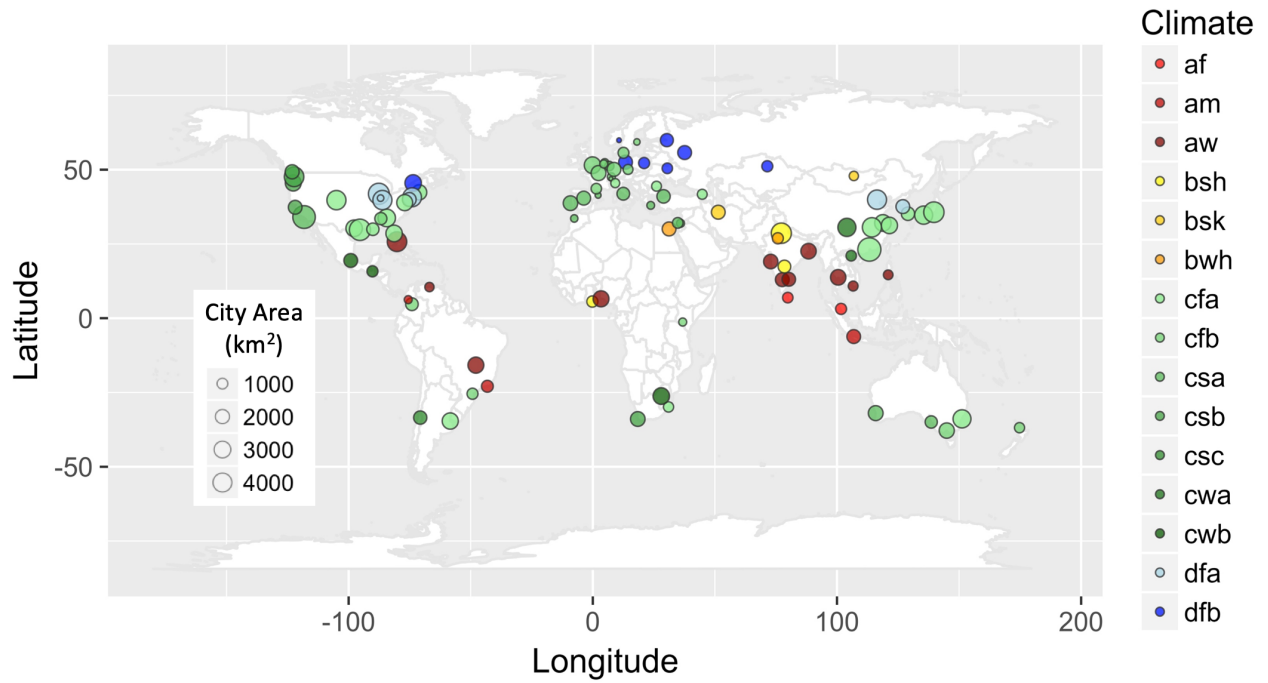 Climate
af
am
aw
bsh
bsk
bwh
cfa
cfb
csa
csb
csc
cwa
cwb
dfa
dfb
Latitude
50
0
-50
City Area
(km²)
1000
2000
3000
4000
-100
0
100
200
Longitude